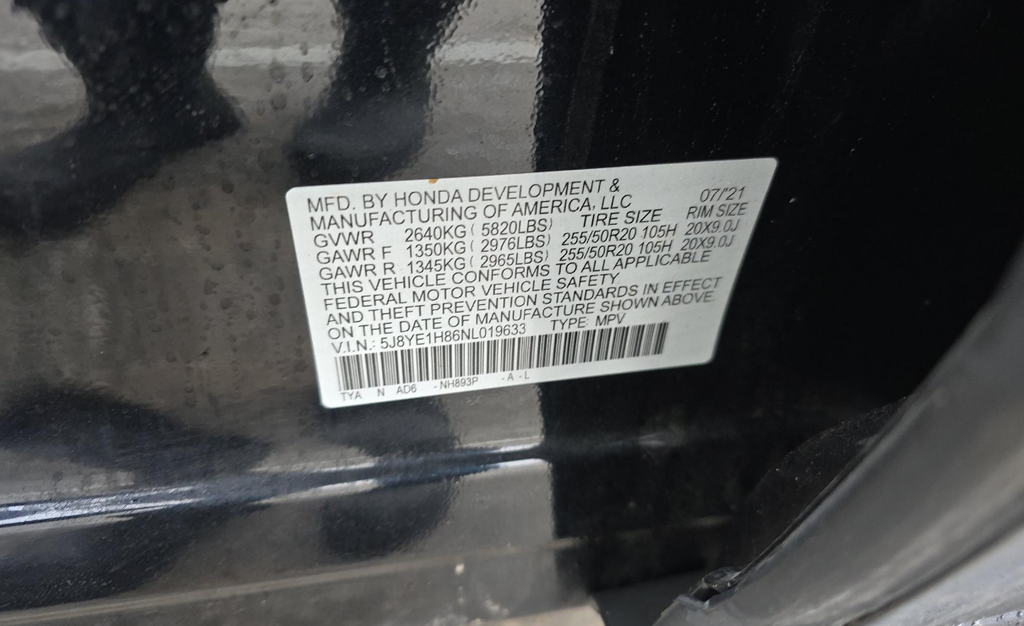 MFD. BY HONDA DEVELOPMENT & 07/'21
MANUFACTURING OF AMERICA, LLC
GVWR 2640KG ( 5820LBS) TIRE SIZE RIM SIZE
GAWR F 1350KG ( 2976LBS) 255/50R20 105H 20X9.0J
GAWR R 1345KG ( 2965LBS) 255/50R20 105H 20X9.0J
THIS VEHICLE CONFORMS TO ALL APPLICABLE
FEDERAL MOTOR VEHICLE SAFETY
AND THEFT PREVENTION STANDARDS IN EFFECT
ON THE DATE OF MANUFACTURE SHOWN ABOVE.
V.I.N.: 5J8YE1H86NL019633 TYPE: MPV
TYA N AD6 -NH893P -A-L